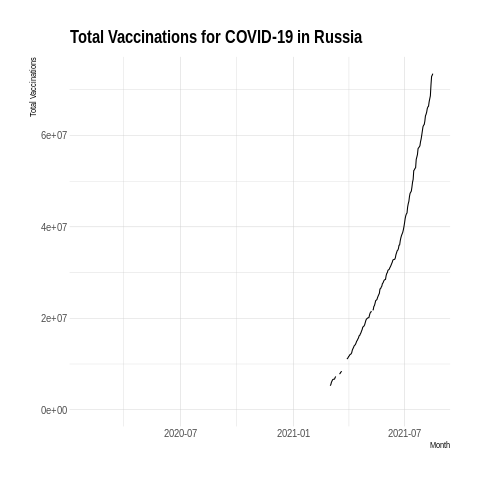 Total Vaccinations for COVID-19 in Russia
Total Vaccinations
6e+07
4e+07
2e+07
0e+00
2020-07
2021-01
2021-07
Month